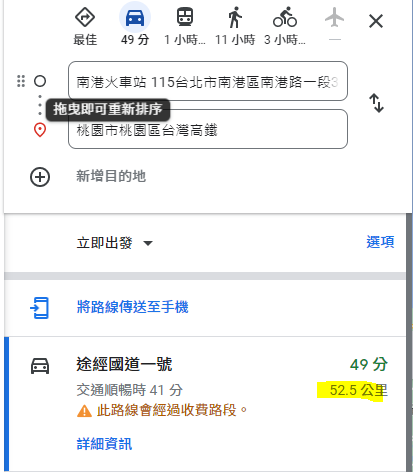 最佳
49 分
1 小時...
11 小時
3 小時...
—
南港火車站 115台北市南港區南港路一段
拖曳即可重新排序
桃園市桃園區台灣高鐵
新增目的地
立即出發
選項
將路線傳送至手機
途經國道一號
49 分
交通順暢時 41 分
52.5 公里
此路線會經過收費路段。
詳細資訊